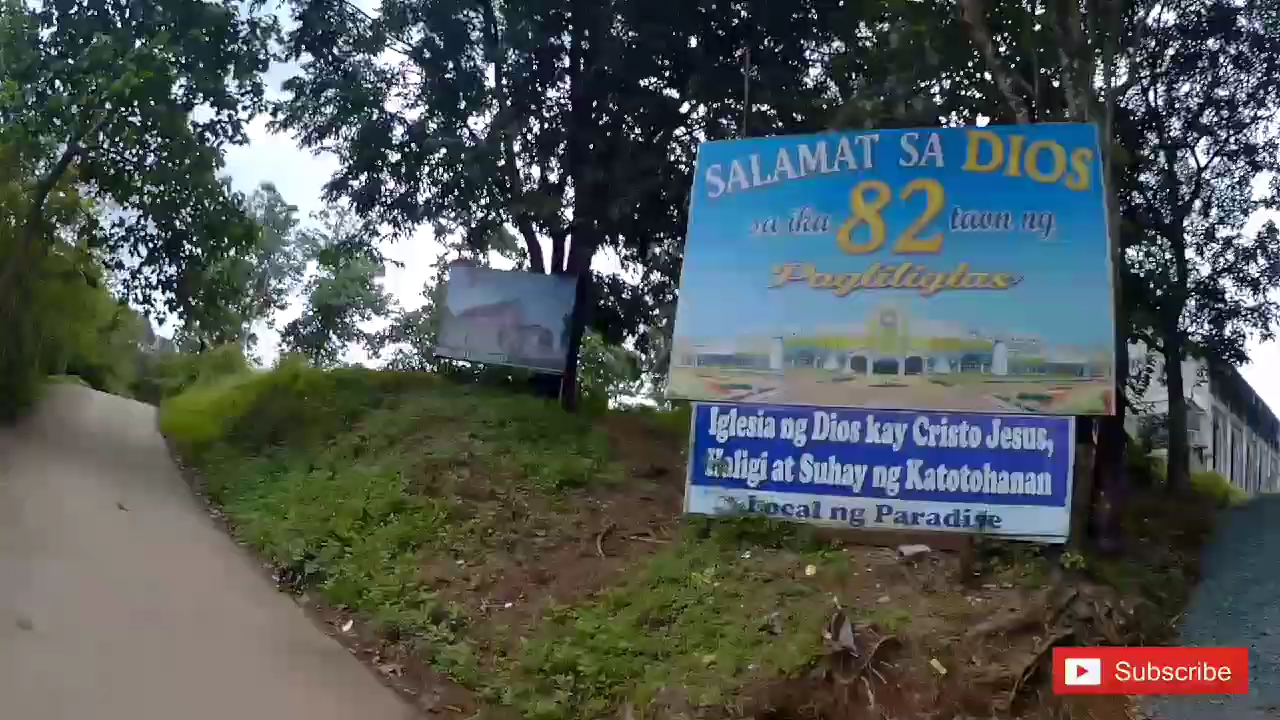 SALAMAT SA DIOS
sa ika 82 taon ng
Pagliligtas
Iglesia ng Dios kay Cristo Jesus,
Haligi at Suhay ng Katotohanan
Local ng Paradise
Subscribe